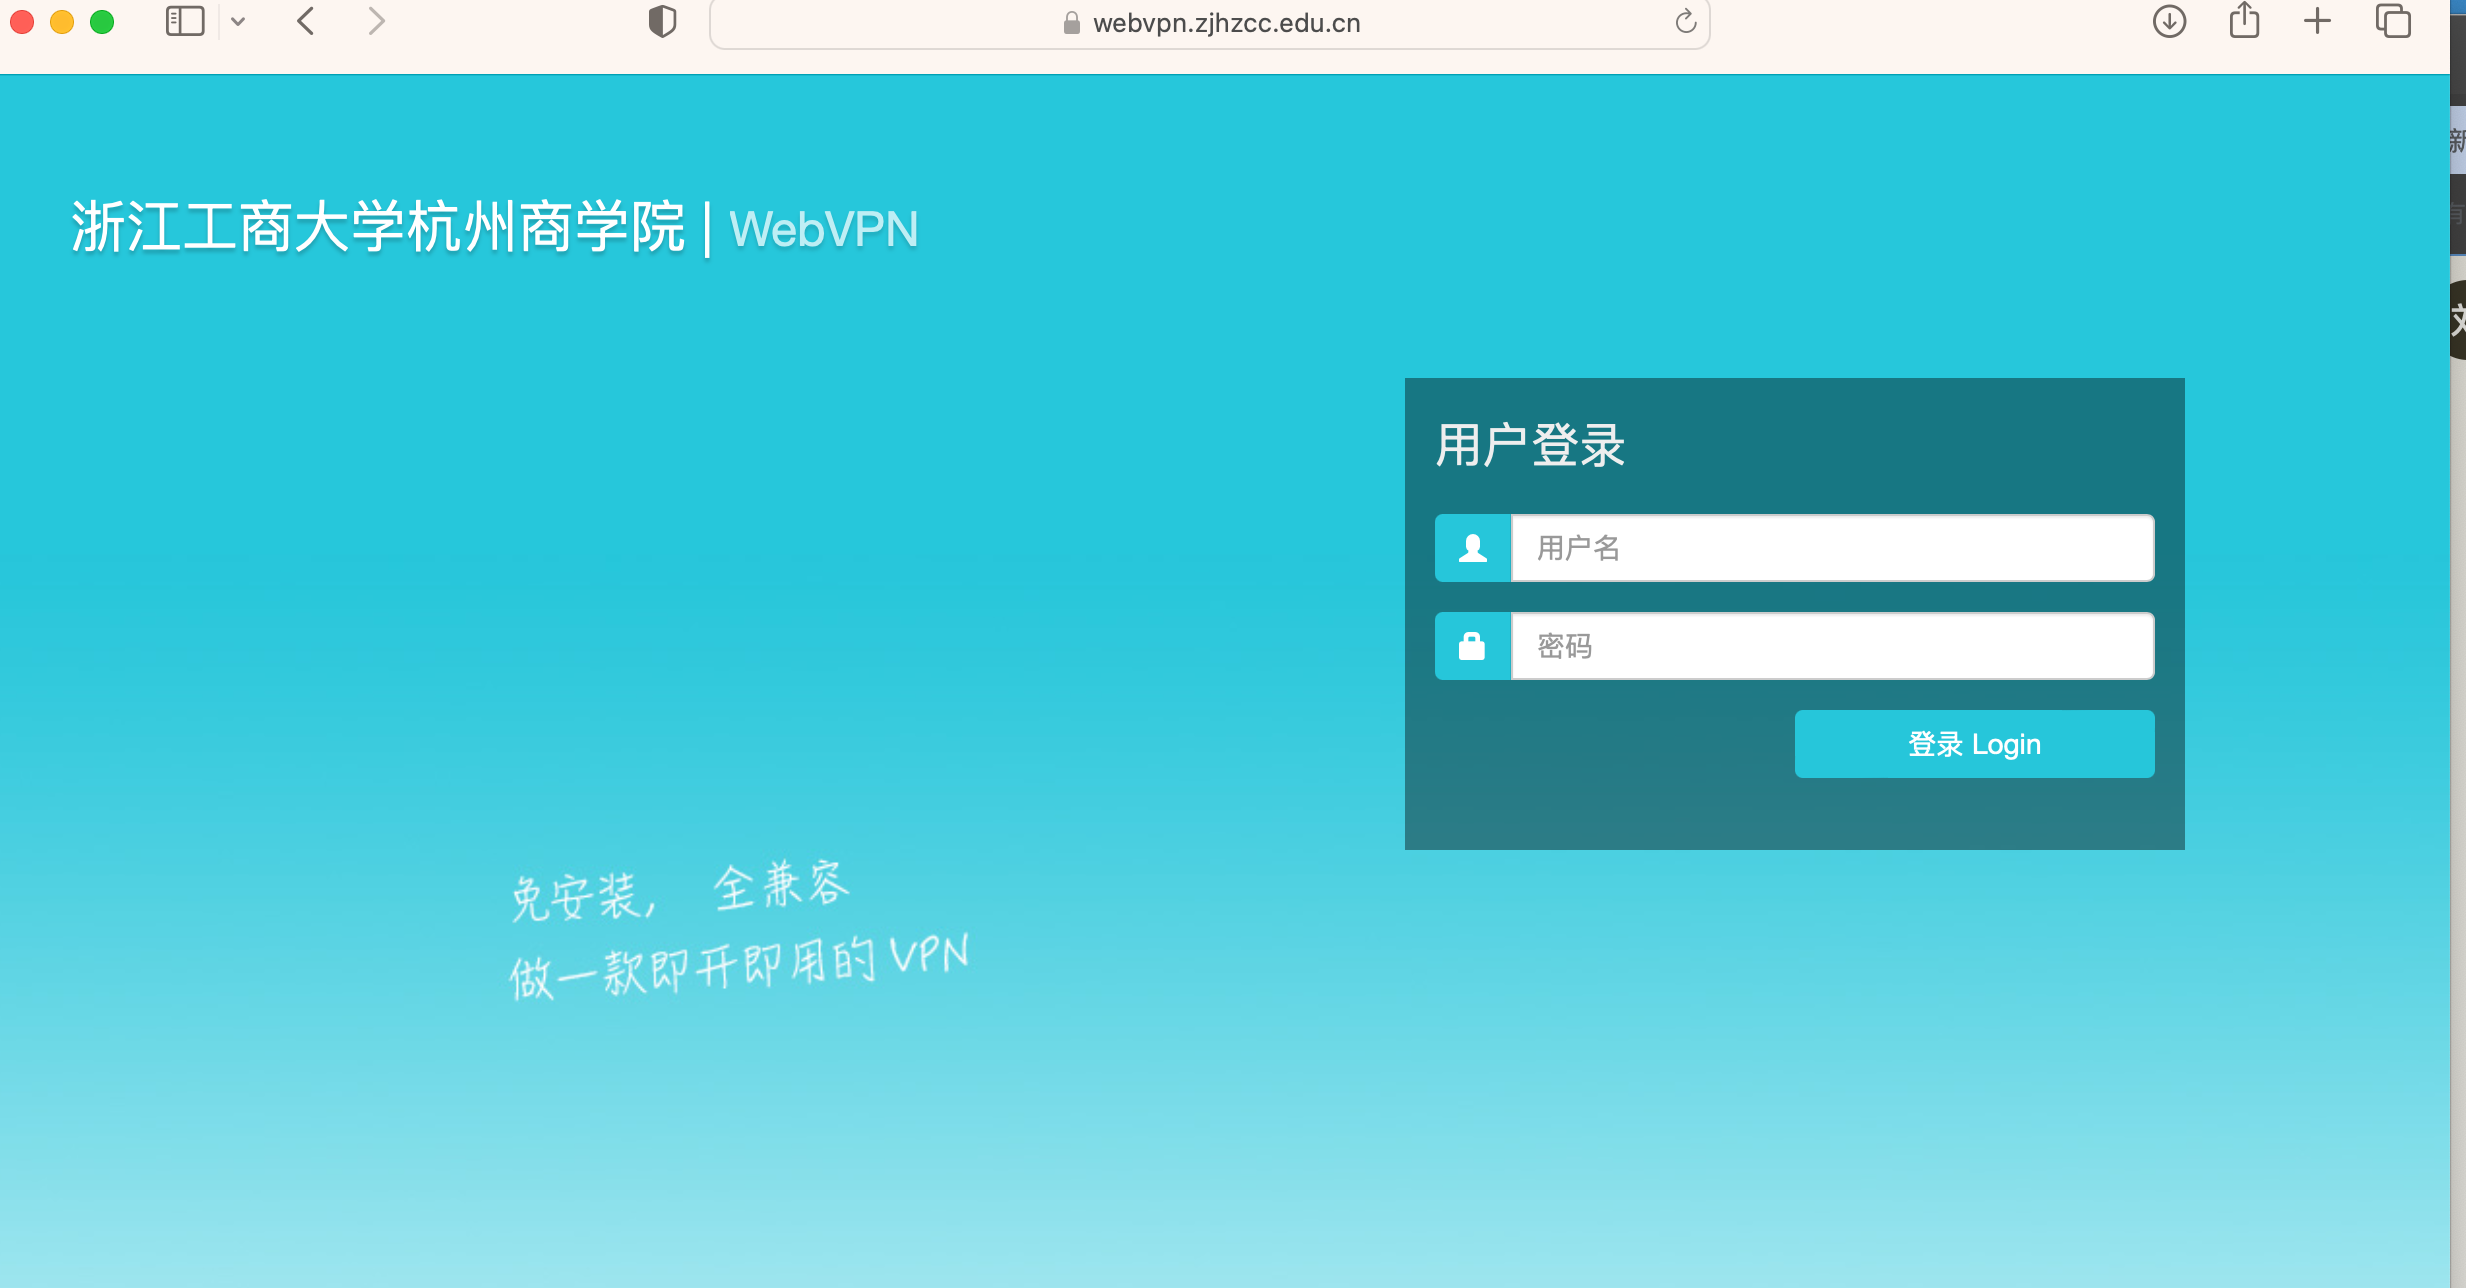 webvpn.zjhzcc.edu.cn
新
浙江工商大学杭州商学院 | WebVPN
用户登录
用户名
密码
登录 Login
免安装， 全兼容
做一款即开即用的 VPN